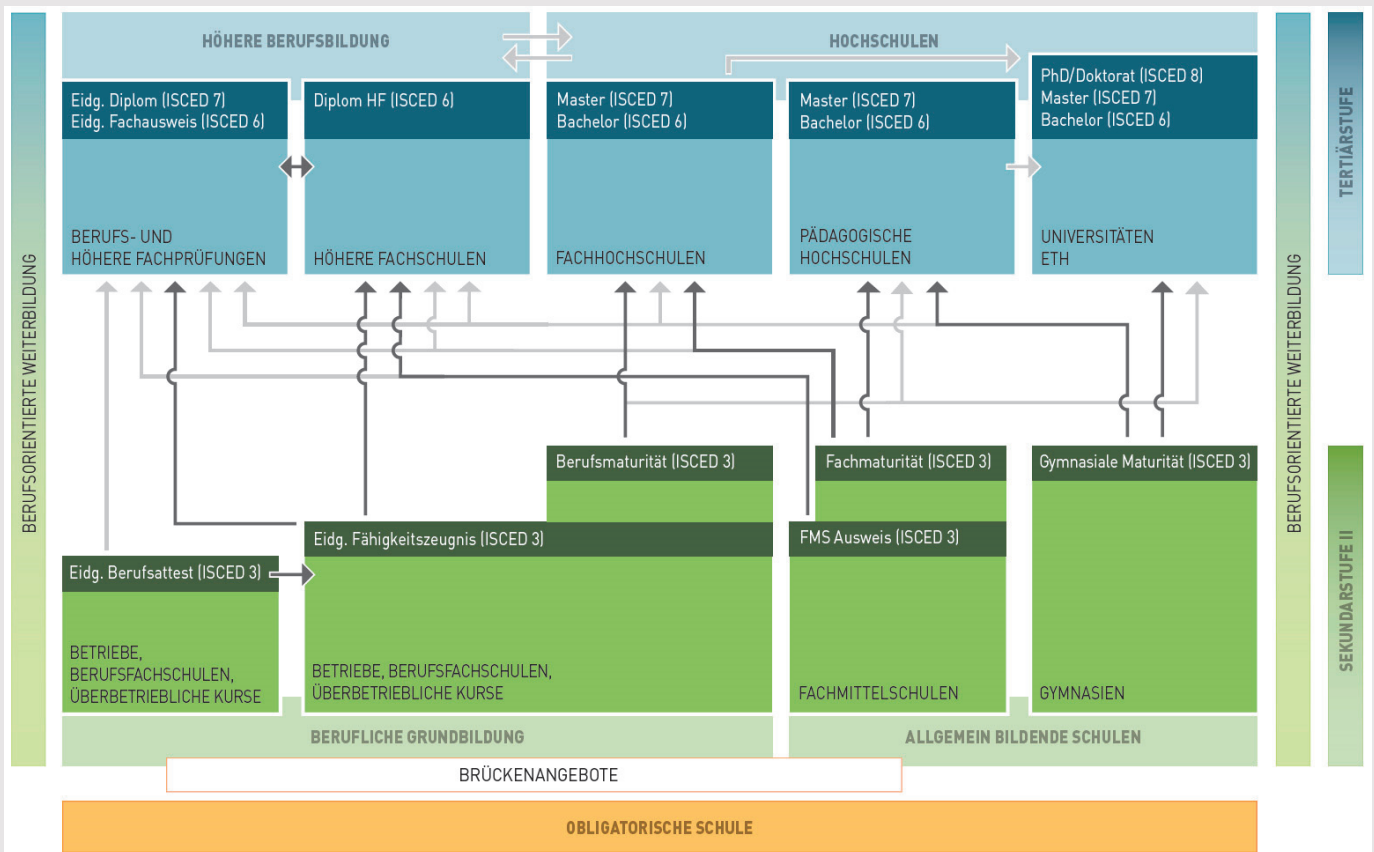 HÖHERE BERUFSBILDUNG
HOCHSCHULEN
Eidg. Diplom (ISCED 7)
Eidg. Fachausweis (ISCED 6)
BERUFS- UND
HÖHERE FACHPRÜFUNGEN
Diplom HF (ISCED 6)
HÖHERE FACHSCHULEN
Master (ISCED 7)
Bachelor (ISCED 6)
FACHHOCHSCHULEN
Master (ISCED 7)
Bachelor (ISCED 6)
PÄDAGOGISCHE
HOCHSCHULEN
PhD/Doktorat (ISCED 8)
Master (ISCED 7)
Bachelor (ISCED 6)
UNIVERSITÄTEN
ETH
TERTIÄRSTUFE
BERUFSORIENTIERTE WEITERBILDUNG
BERUFSORIENTIERTE WEITERBILDUNG
Berufsmaturität (ISCED 3)
Fachmaturität (ISCED 3)
Gymnasiale Maturität (ISCED 3)
Eidg. Fähigkeitszeugnis (ISCED 3)
FMS Ausweis (ISCED 3)
Eidg. Berufsattest (ISCED 3)
BETRIEBE,
BERUFSFACHSCHULEN,
ÜBERBETRIEBLICHE KURSE
BETRIEBE, BERUFSFACHSCHULEN,
ÜBERBETRIEBLICHE KURSE
FACHMITTELSCHULEN
GYMNASIEN
SEKUNDARSTUFE II
BERUFLICHE GRUNDBILDUNG
ALLGEMEIN BILDENDE SCHULEN
BRÜCKENANGEBOTE
OBLIGATORISCHE SCHULE